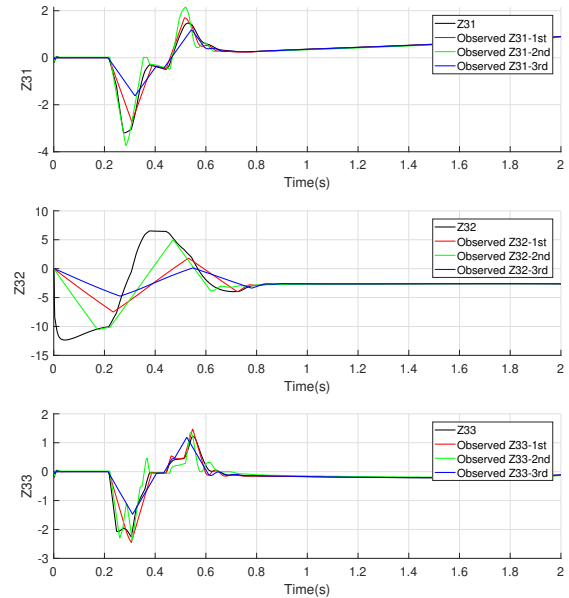 2
0
-2
-4
Z31
Z31
Observed Z31-1st
Observed Z31-2nd
Observed Z31-3rd
0 0.2 0.4 0.6 0.8 1 1.2 1.4 1.6 1.8 2
Time(s)
10
5
0
-5
-10
-15
Z32
Z32
Observed Z32-1st
Observed Z32-2nd
Observed Z32-3rd
0 0.2 0.4 0.6 0.8 1 1.2 1.4 1.6 1.8 2
Time(s)
2
1
0
-1
-2
-3
Z33
Z33
Observed Z33-1st
Observed Z33-2nd
Observed Z33-3rd
0 0.2 0.4 0.6 0.8 1 1.2 1.4 1.6 1.8 2
Time(s)